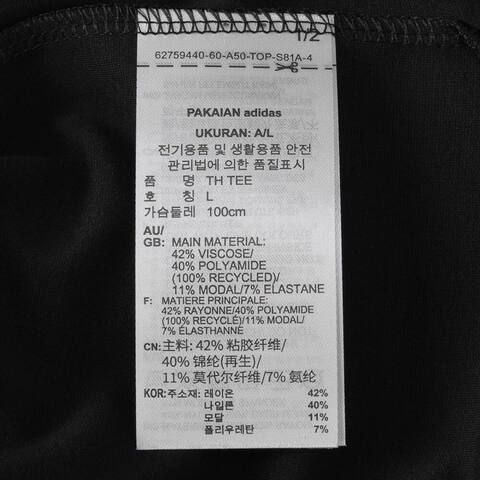 1/2
62759440-60-A50-TOP-S81A-4
PAKAIAN adidas
UKURAN: A/L
전기용품 및 생활용품 안전
관리법에 의한 품질표시
품 명 TH TEE
호 칭 L
가슴둘레 100cm
AU/
GB: MAIN MATERIAL:
42% VISCOSE/
40% POLYAMIDE
(100% RECYCLED)/
11% MODAL/7% ELASTANE
F: MATIERE PRINCIPALE:
42% RAYONNE/40% POLYAMIDE
(100% RECYCLÉ)/11% MODAL/
7% ÉLASTHANNE
CN: 主料: 42% 粘胶纤维/
40% 锦纶(再生)/
11% 莫代尔纤维/7% 氨纶
KOR: 주소재: 레이온 42%
나일론 40%
모달 11%
폴리우레탄 7%